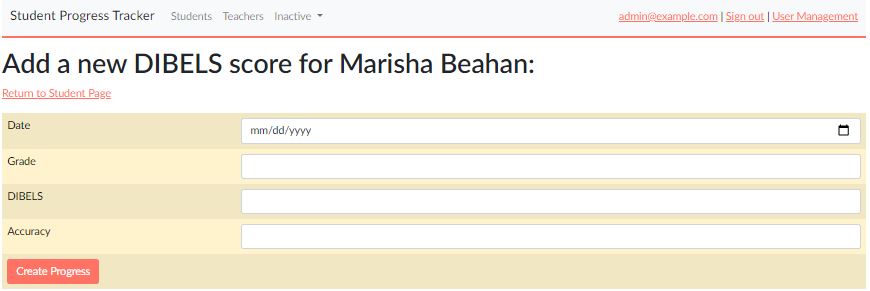 Student Progress Tracker Students Teachers Inactive admin@example.com | Sign out | User Management
Add a new DIBELS score for Marisha Beahan:
Return to Student Page
Date mm/dd/yyyy
Grade
DIBELS
Accuracy
Create Progress